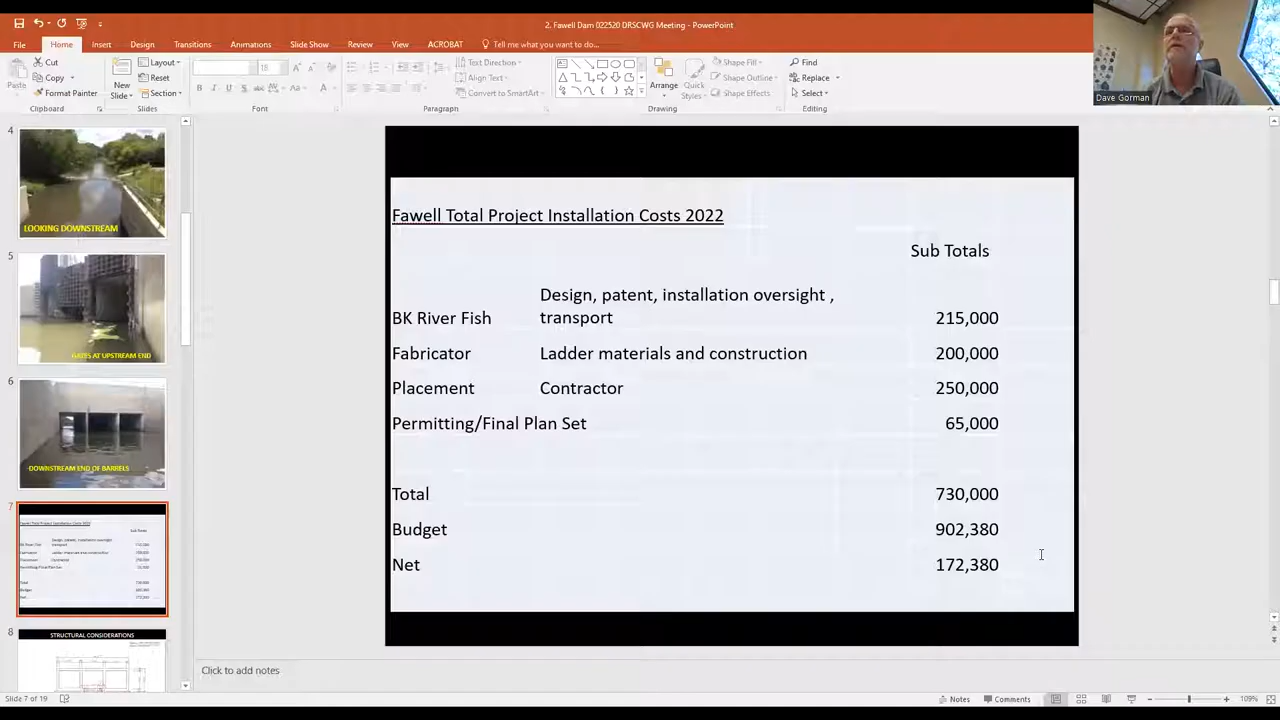 2. Fawell Dam 022520 DRSCWG Meeting - PowerPoint
File Home Insert Design Transitions Animations Slide Show Review View ACROBAT Tell me what you want to do...
Paste
Cut
Copy
Format Painter
Clipboard
New Slide
Layout
Reset
Section
Slides
18
Font
Text Direction
Align Text
Convert to SmartArt
Paragraph
Arrange
Quick Styles
Shape Fill
Shape Outline
Shape Effects
Drawing
Find
Replace
Select
Editing
Dave Gorman
4
LOOKING DOWNSTREAM
5
GATES AT UPSTREAM END
6
DOWNSTREAM END OF BARRELS
7
8
STRUCTURAL CONSIDERATIONS
Fawell Total Project Installation Costs 2022
Sub Totals
Design, patent, installation oversight ,
BK River Fish transport 215,000
Fabricator Ladder materials and construction 200,000
Placement Contractor 250,000
Permitting/Final Plan Set 65,000
Total 730,000
Budget 902,380
Net 172,380
Click to add notes
Slide 7 of 19 Notes Comments 109%